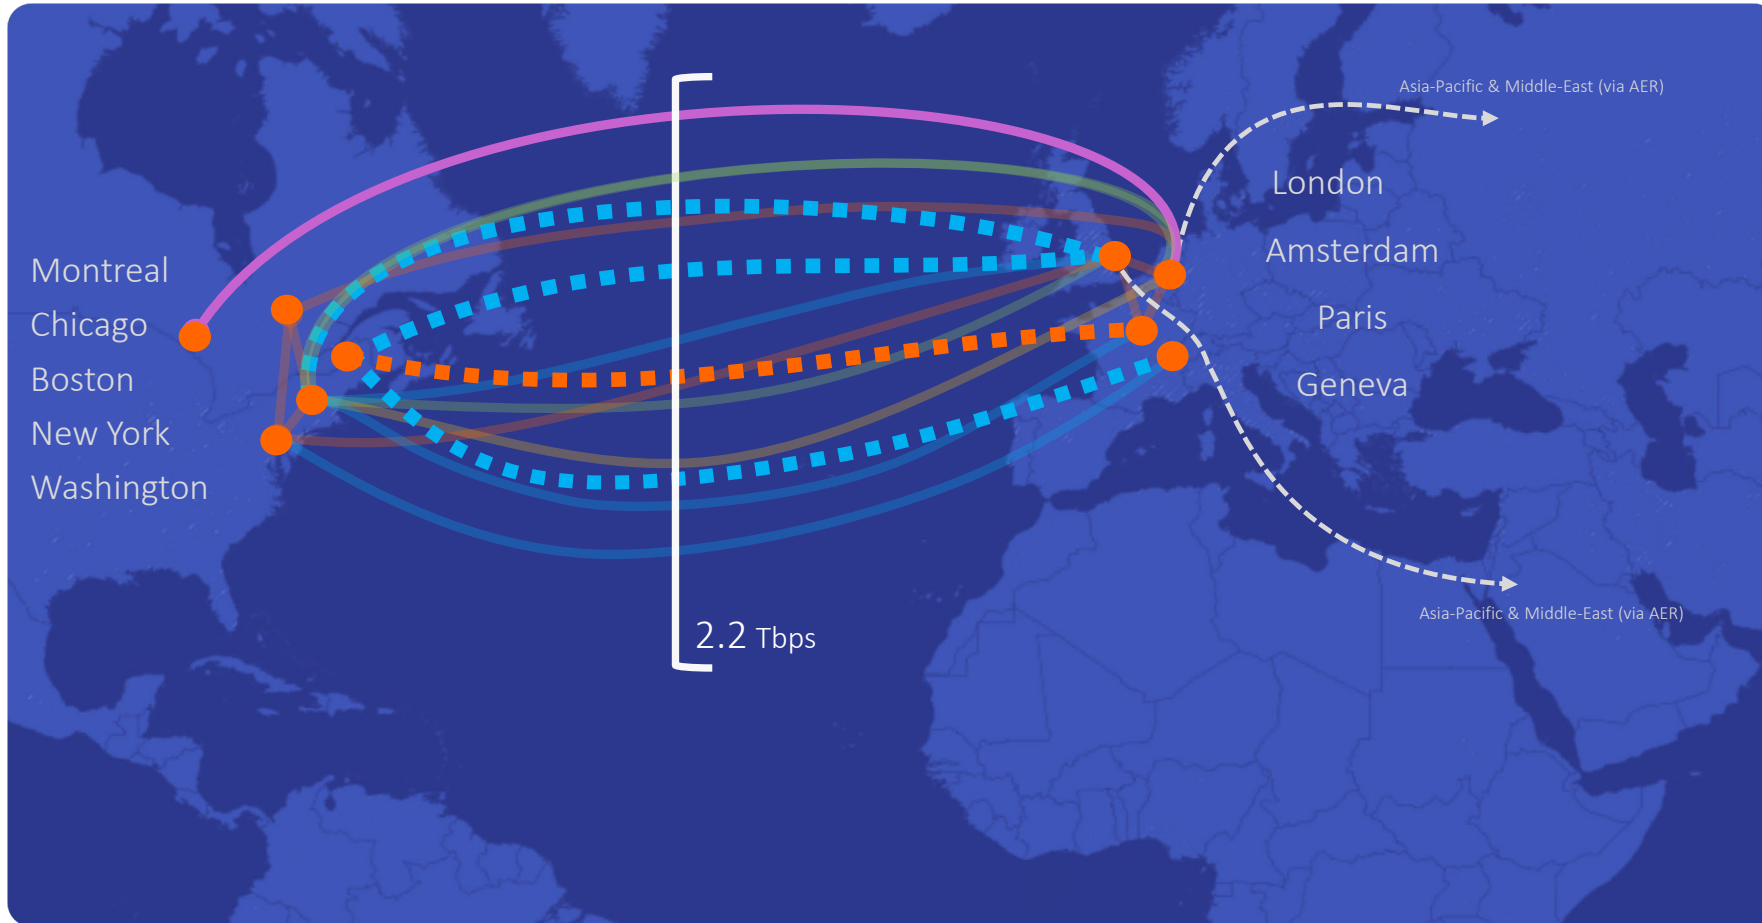 Asia-Pacific & Middle-East (via AER)
London
Amsterdam
Paris
Geneva
Montreal
Chicago
Boston
New York
Washington
2.2 Tbps
Asia-Pacific & Middle-East (via AER)